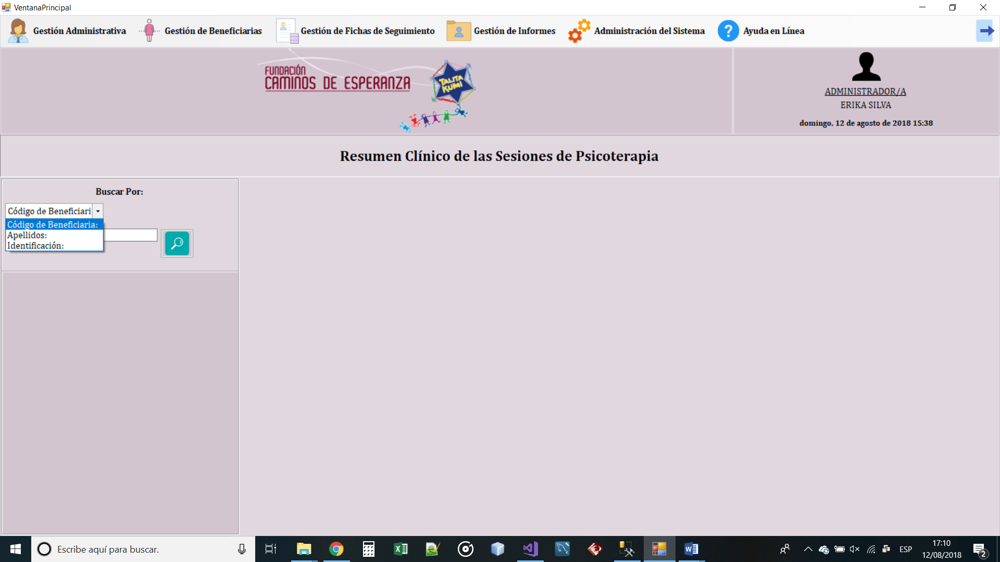 VentanaPrincipal
Gestión Administrativa
Gestión de Beneficiarias
Gestión de Fichas de Seguimiento
Gestión de Informes
Administración del Sistema
? Ayuda en Línea
FUNDACIÓN
CAMINOS DE ESPERANZA
TALITA
KUMI
ADMINISTRADOR/A
ERIKA SILVA
domingo, 12 de agosto de 2018 15:38
Resumen Clínico de las Sesiones de Psicoterapia
Buscar Por:
Código de Beneficiari
Código de Beneficiaria:
Apellidos:
Identificación:
Escribe aquí para buscar.
ESP
17:10
12/08/2018
2